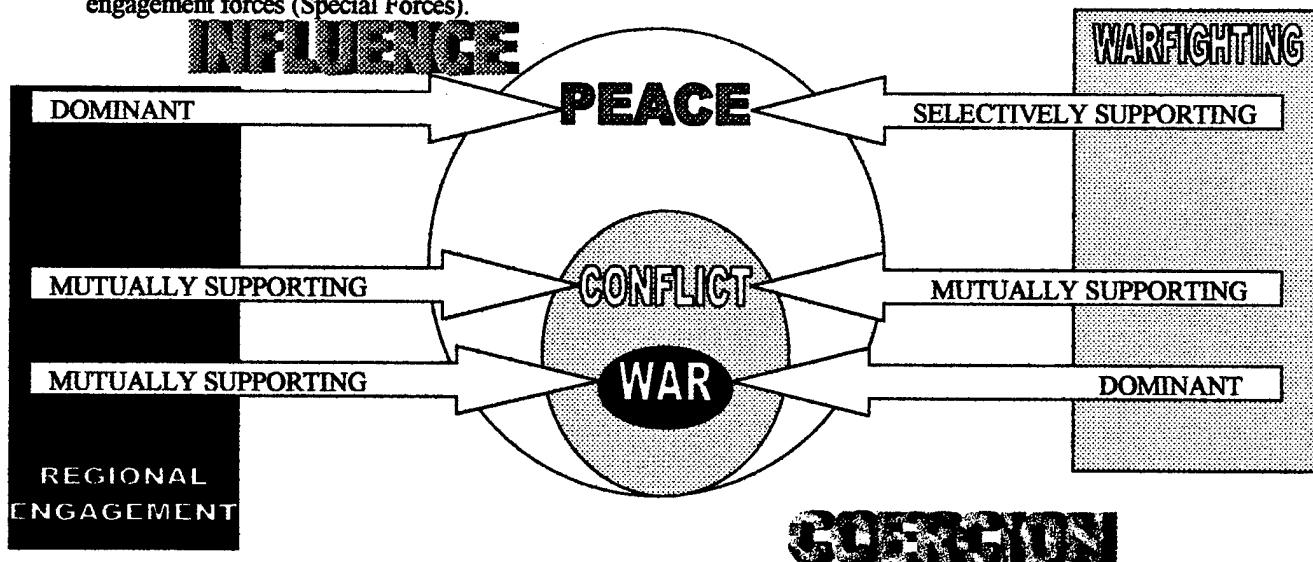 engagement forces (Special Forces).
INFLUENCE
WARFIGHTING
DOMINANT
PEACE
SELECTIVELY SUPPORTING
MUTUALLY SUPPORTING
CONFLICT
MUTUALLY SUPPORTING
MUTUALLY SUPPORTING
WAR
DOMINANT
REGIONAL
ENGAGEMENT
COERCION